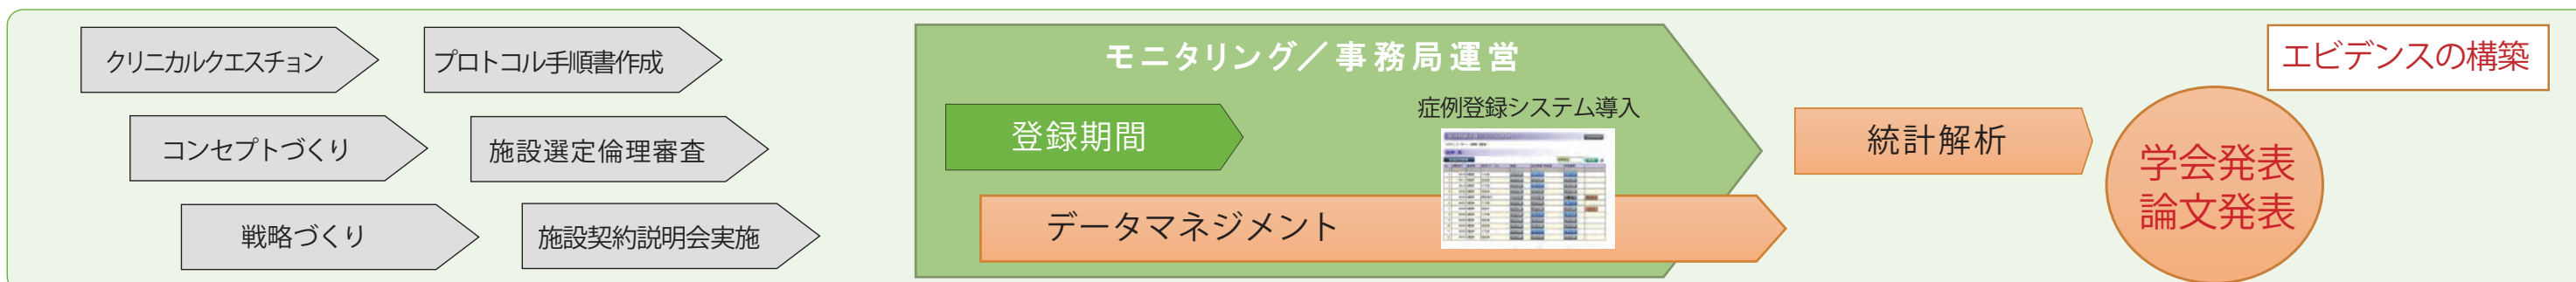 クリニカルクエスチョン
コンセプトづくり
戦略づくり
プロトコル手順書作成
施設選定倫理審査
施設契約説明会実施
モニタリング／事務局運営
登録期間
症例登録システム導入
データマネジメント
統計解析
エビデンスの構築
学会発表
論文発表